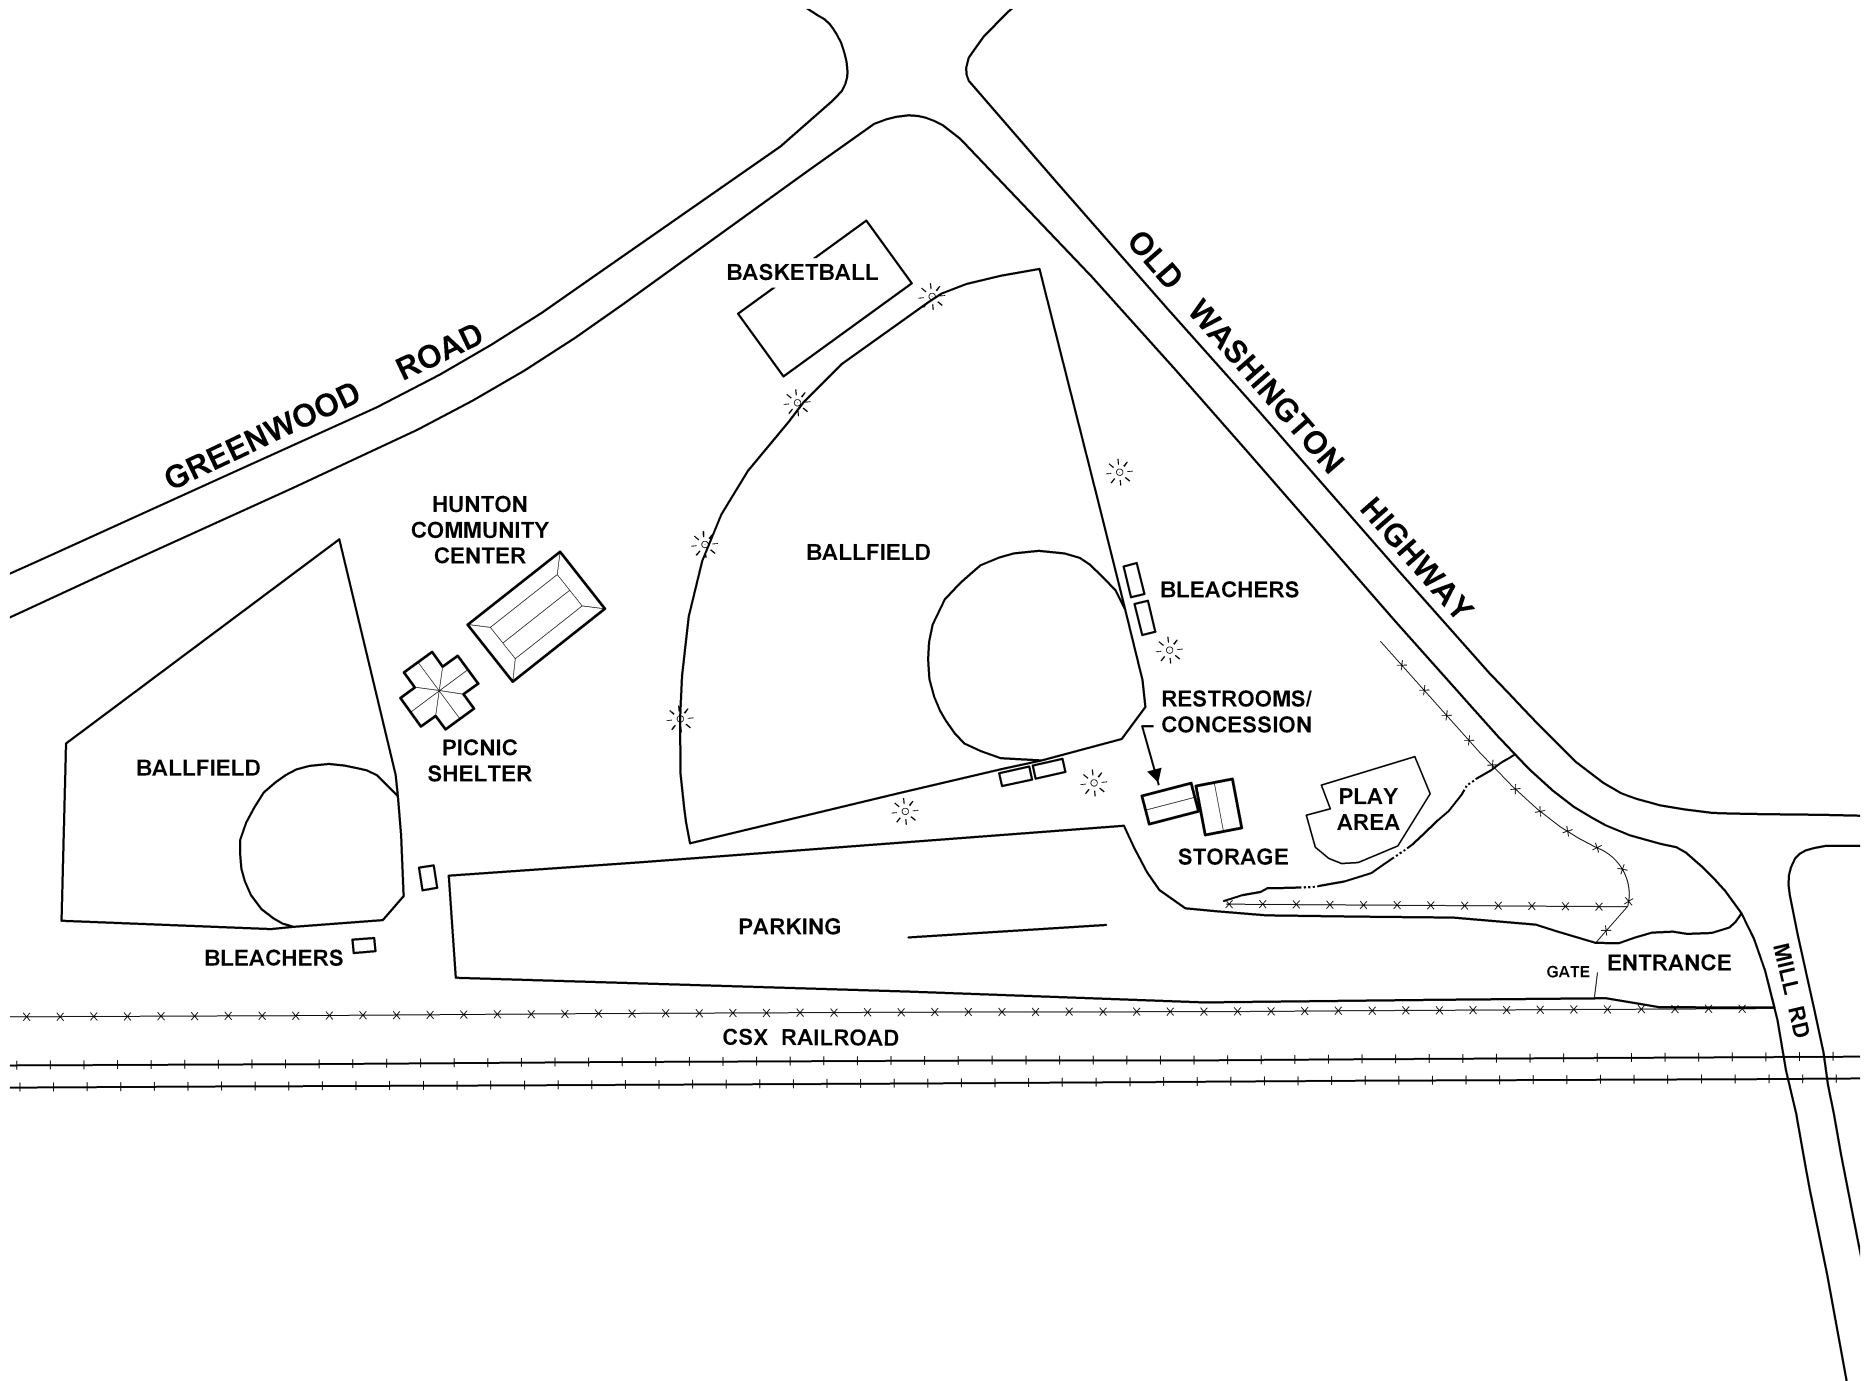 BASKETBALL
OLD WASHINGTON HIGHWAY
GREENWOOD ROAD
HUNTON
COMMUNITY
CENTER
BALLFIELD
BLEACHERS
RESTROOMS/
CONCESSION
PICNIC
SHELTER
BALLFIELD
PLAY
AREA
STORAGE
PARKING
BLEACHERS
GATE
ENTRANCE
MILL RD
CSX RAILROAD